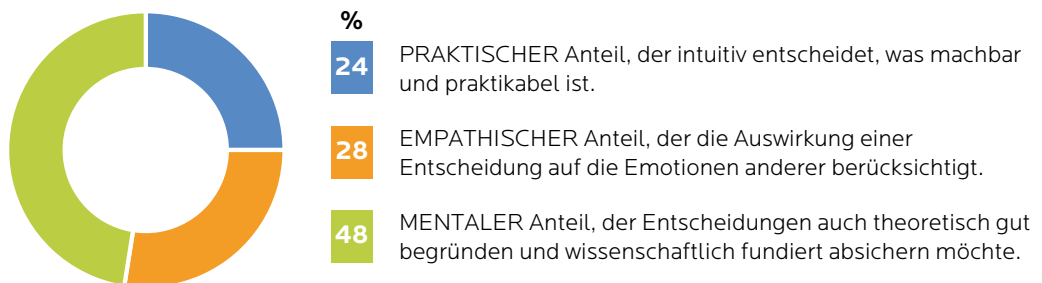 %
24
PRAKTISCHER Anteil, der intuitiv entscheidet, was machbar
und praktikabel ist.
28
EMPATHISCHER Anteil, der die Auswirkung einer
Entscheidung auf die Emotionen anderer berücksichtigt.
48
MENTALER Anteil, der Entscheidungen auch theoretisch gut
begründen und wissenschaftlich fundiert absichern möchte.